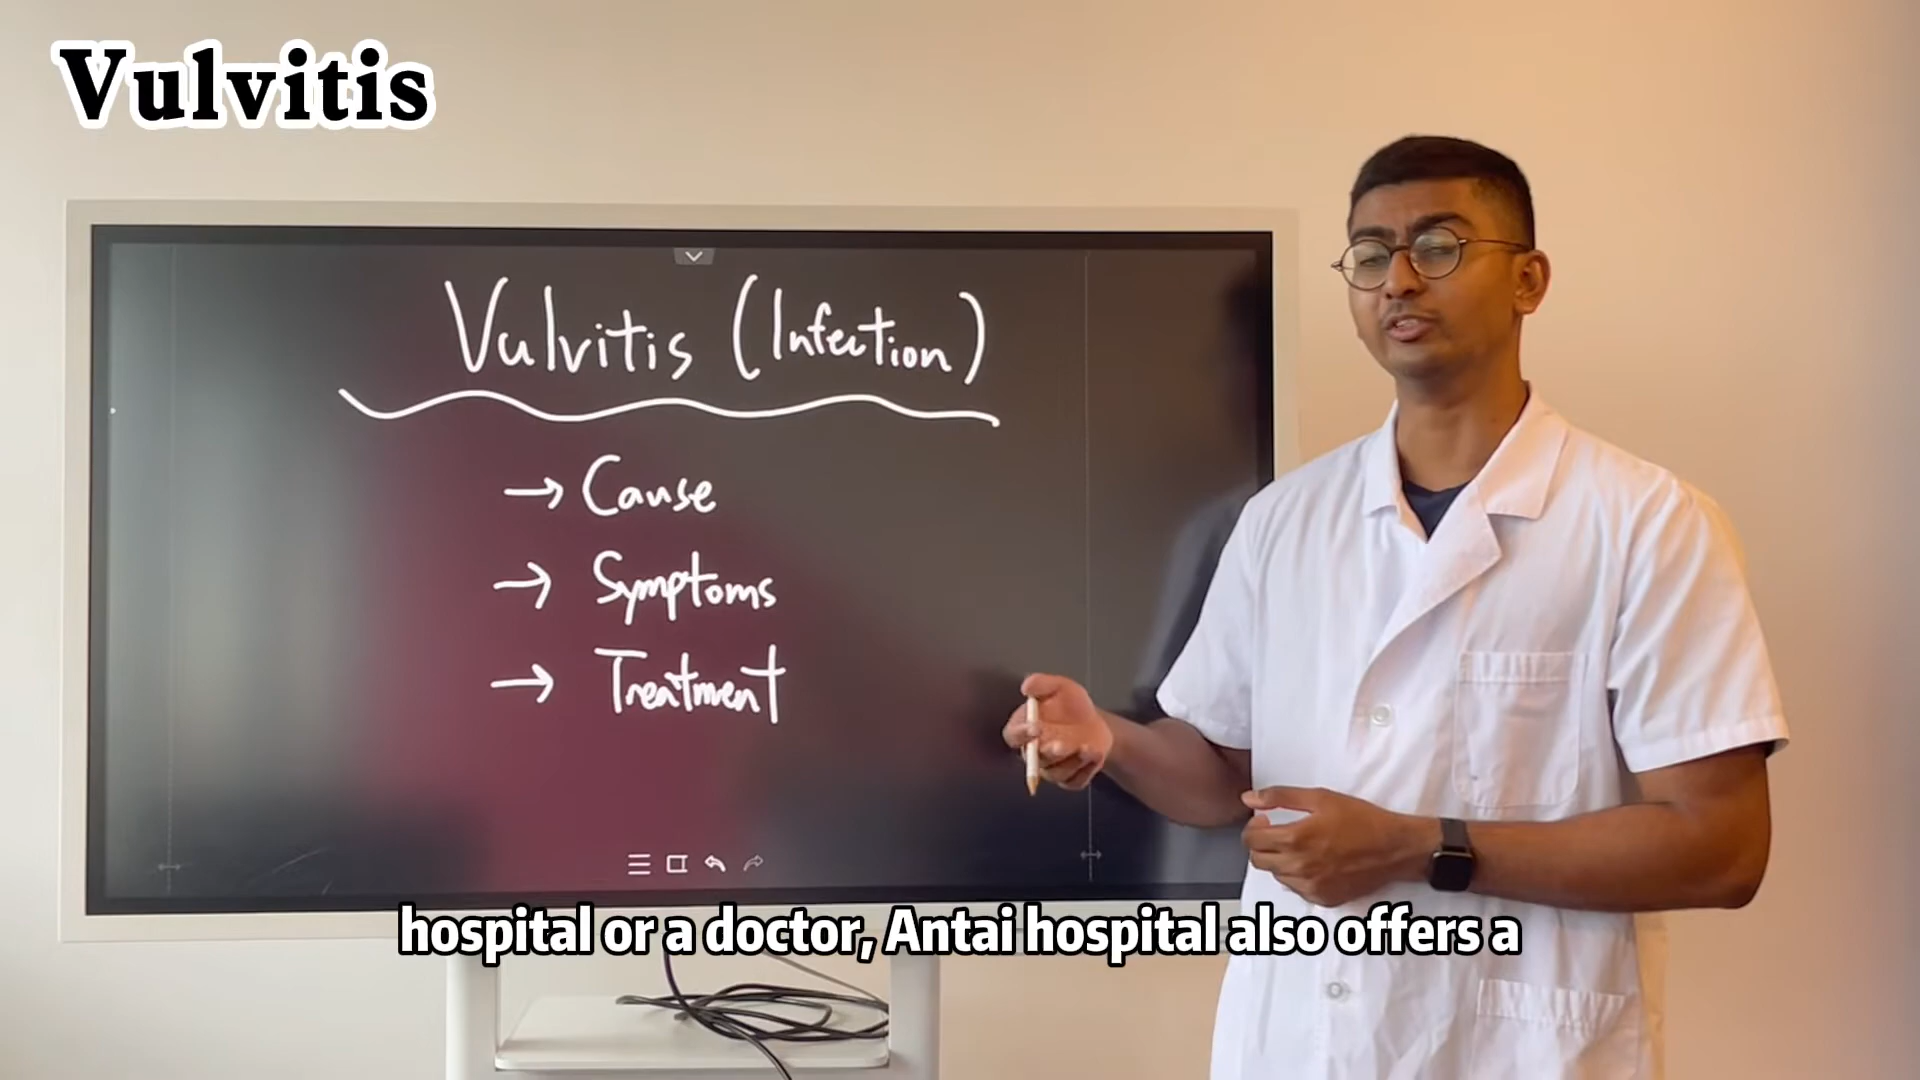 Vulvitis
Vulvitis (Infection)
→ Cause
→ Symptoms
→ Treatment
hospital or a doctor, Antai hospital also offers a